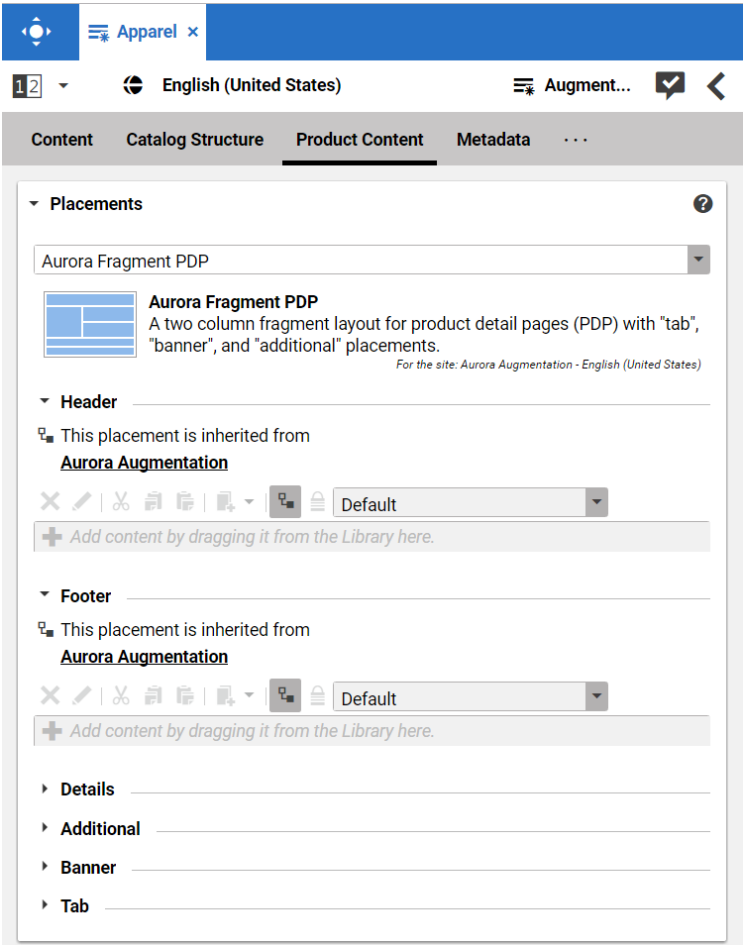 Apparel ×
12 English (United States) Augment...
Content Catalog Structure Product Content Metadata ...
Placements ?
Aurora Fragment PDP
Aurora Fragment PDP
A two column fragment layout for product detail pages (PDP) with "tab",
"banner", and "additional" placements.
For the site: Aurora Augmentation - English (United States)
Header
This placement is inherited from
Aurora Augmentation
Default
Add content by dragging it from the Library here.
Footer
This placement is inherited from
Aurora Augmentation
Default
Add content by dragging it from the Library here.
Details
Additional
Banner
Tab